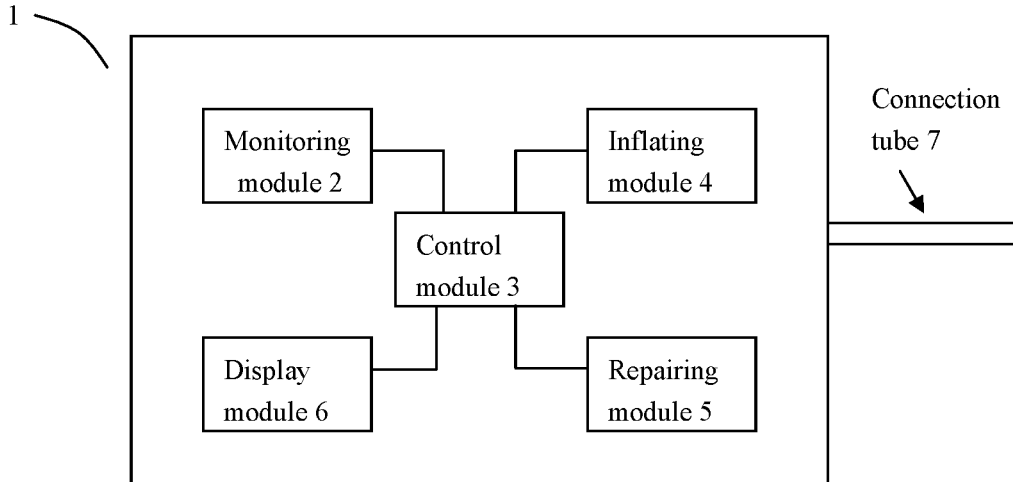 1
Monitoring
module 2
Inflating
module 4
Connection
tube 7
Control
module 3
Display
module 6
Repairing
module 5